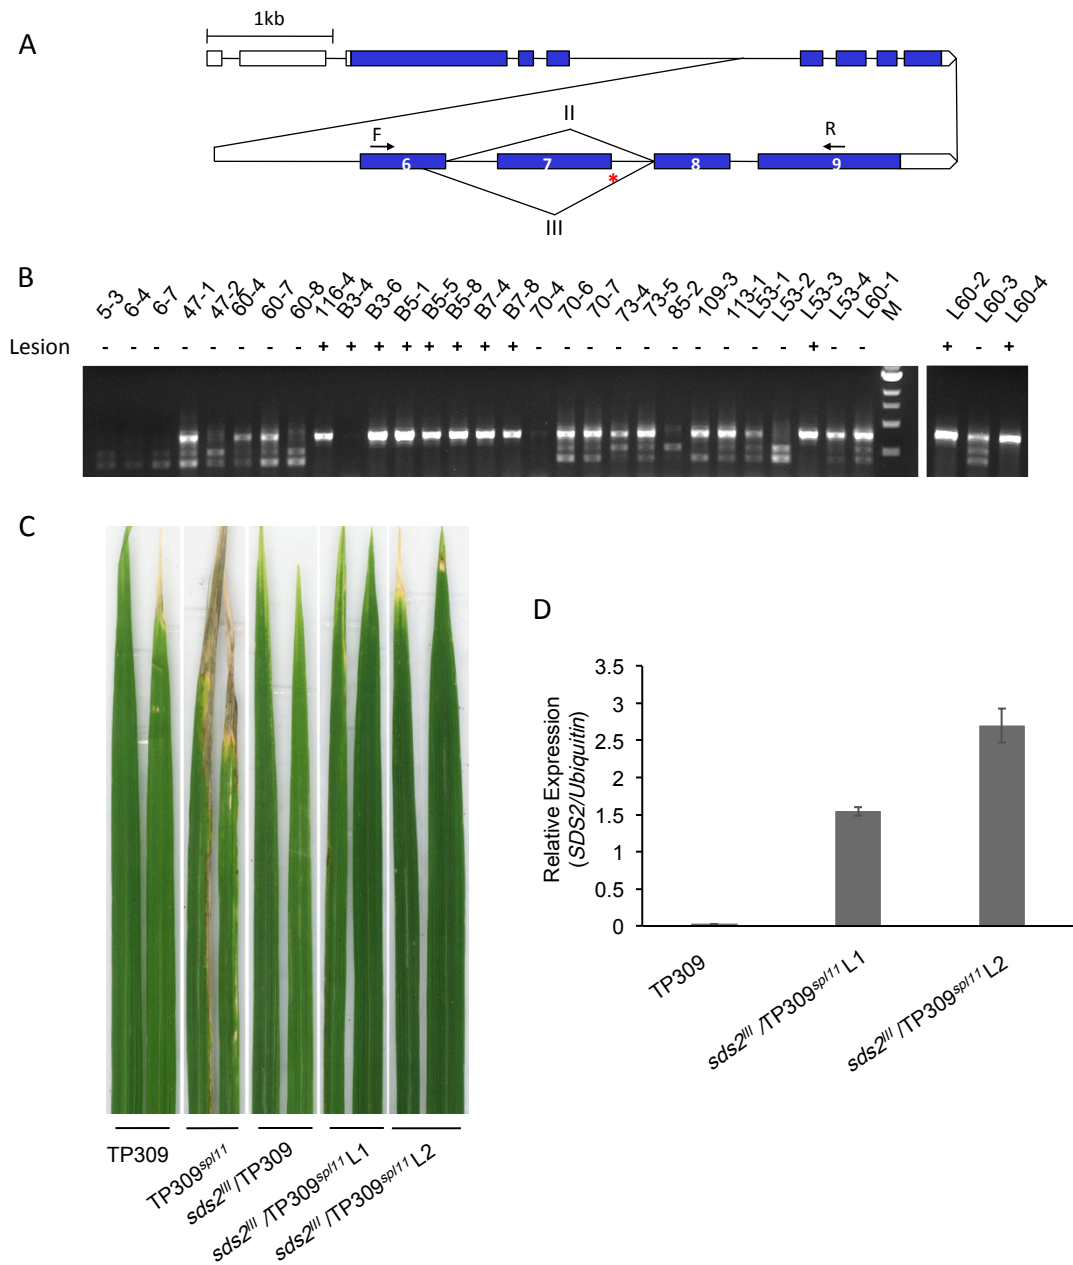 A
1kb
II
F
R
6 7 8 9
*
III
B
5-3 6-4 6-7 47-1 47-2 60-4 60-7 60-8 116-4 B3-4 B3-6 B5-1 B5-5 B5-8 B7-4 B7-8 70-4 70-6 70-7 73-4 73-5 85-2 109-3 113-1 L53-1 L53-2 L53-3 L53-4 L60-1 M L60-2 L60-3 L60-4
Lesion - - - - - - - - + + + + + + + + - - - - - - - - - - + - - + - +
C
TP309
TP309spl11
sds2III /TP309
sds2III /TP309spl11 L1
sds2III /TP309spl11 L2
D
Relative Expression
(SDS2/Ubiquitin)
3.5
3
2.5
2
1.5
1
0.5
0
TP309
sds2III /TP309spl11 L1
sds2III /TP309spl11 L2